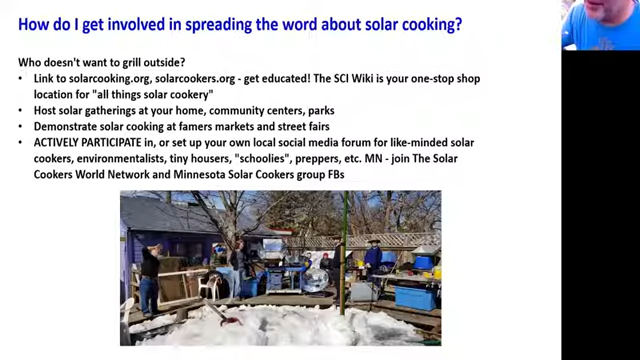 How do I get involved in spreading the word about solar cooking?
Who doesn't want to grill outside?
• Link to solarcooking.org, solarcookers.org - get educated! The SCI Wiki is your one-stop shop
location for "all things solar cookery"
• Host solar gatherings at your home, community centers, parks
• Demonstrate solar cooking at famers markets and street fairs
• ACTIVELY PARTICIPATE in, or set up your own local social media forum for like-minded solar
cookers, environmentalists, tiny housers, "schoolies", preppers, etc. MN - join The Solar
Cookers World Network and Minnesota Solar Cookers group FBs